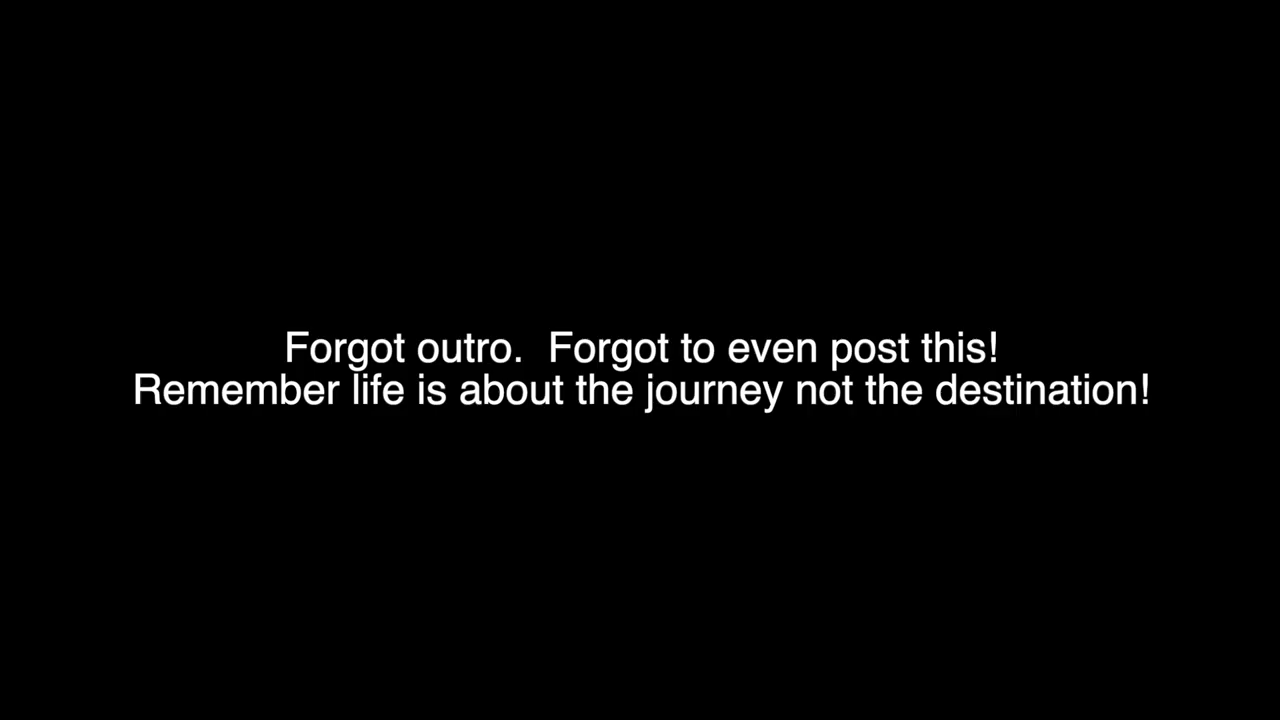 Forgot outro.  Forgot to even post this!
Remember life is about the journey not the destination!